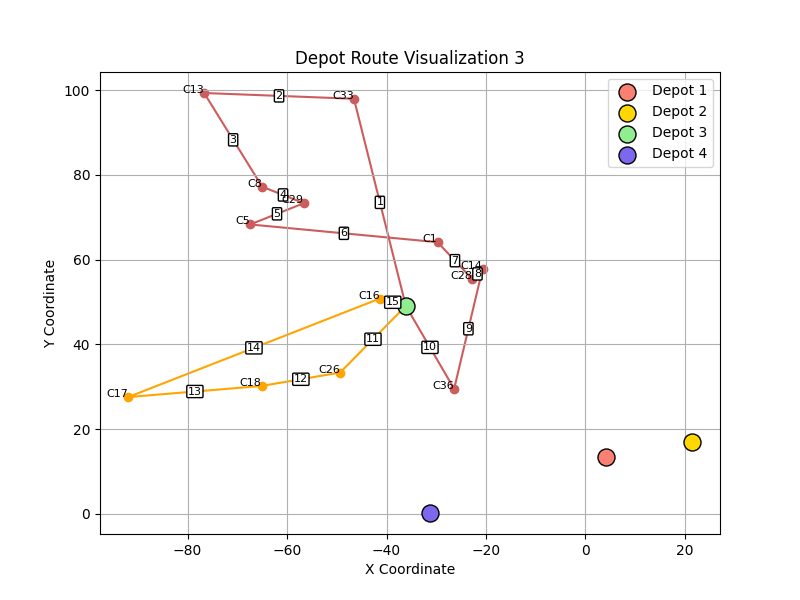 Depot Route Visualization 3
Depot 1
Depot 2
Depot 3
Depot 4
C13
2
C33
3
C8
4
C29
1
5
C5
6
C1
7
C14
C28
8
C16
15
14
11
9
10
C26
12
C36
C18
13
C17
100
80
60
40
20
0
Y Coordinate
−80
−60
−40
−20
0
20
X Coordinate